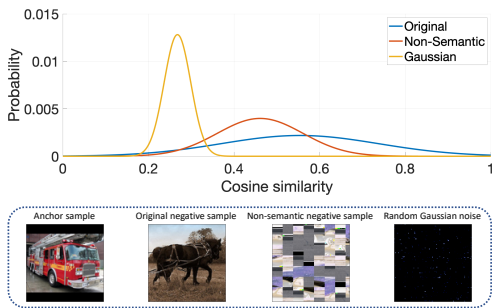 0.015
0.01
0.005
0
Probability
Original
Non-Semantic
Gaussian
0 0.2 0.4 0.6 0.8 1
Cosine similarity
Anchor sample Original negative sample Non-semantic negative sample Random Gaussian noise